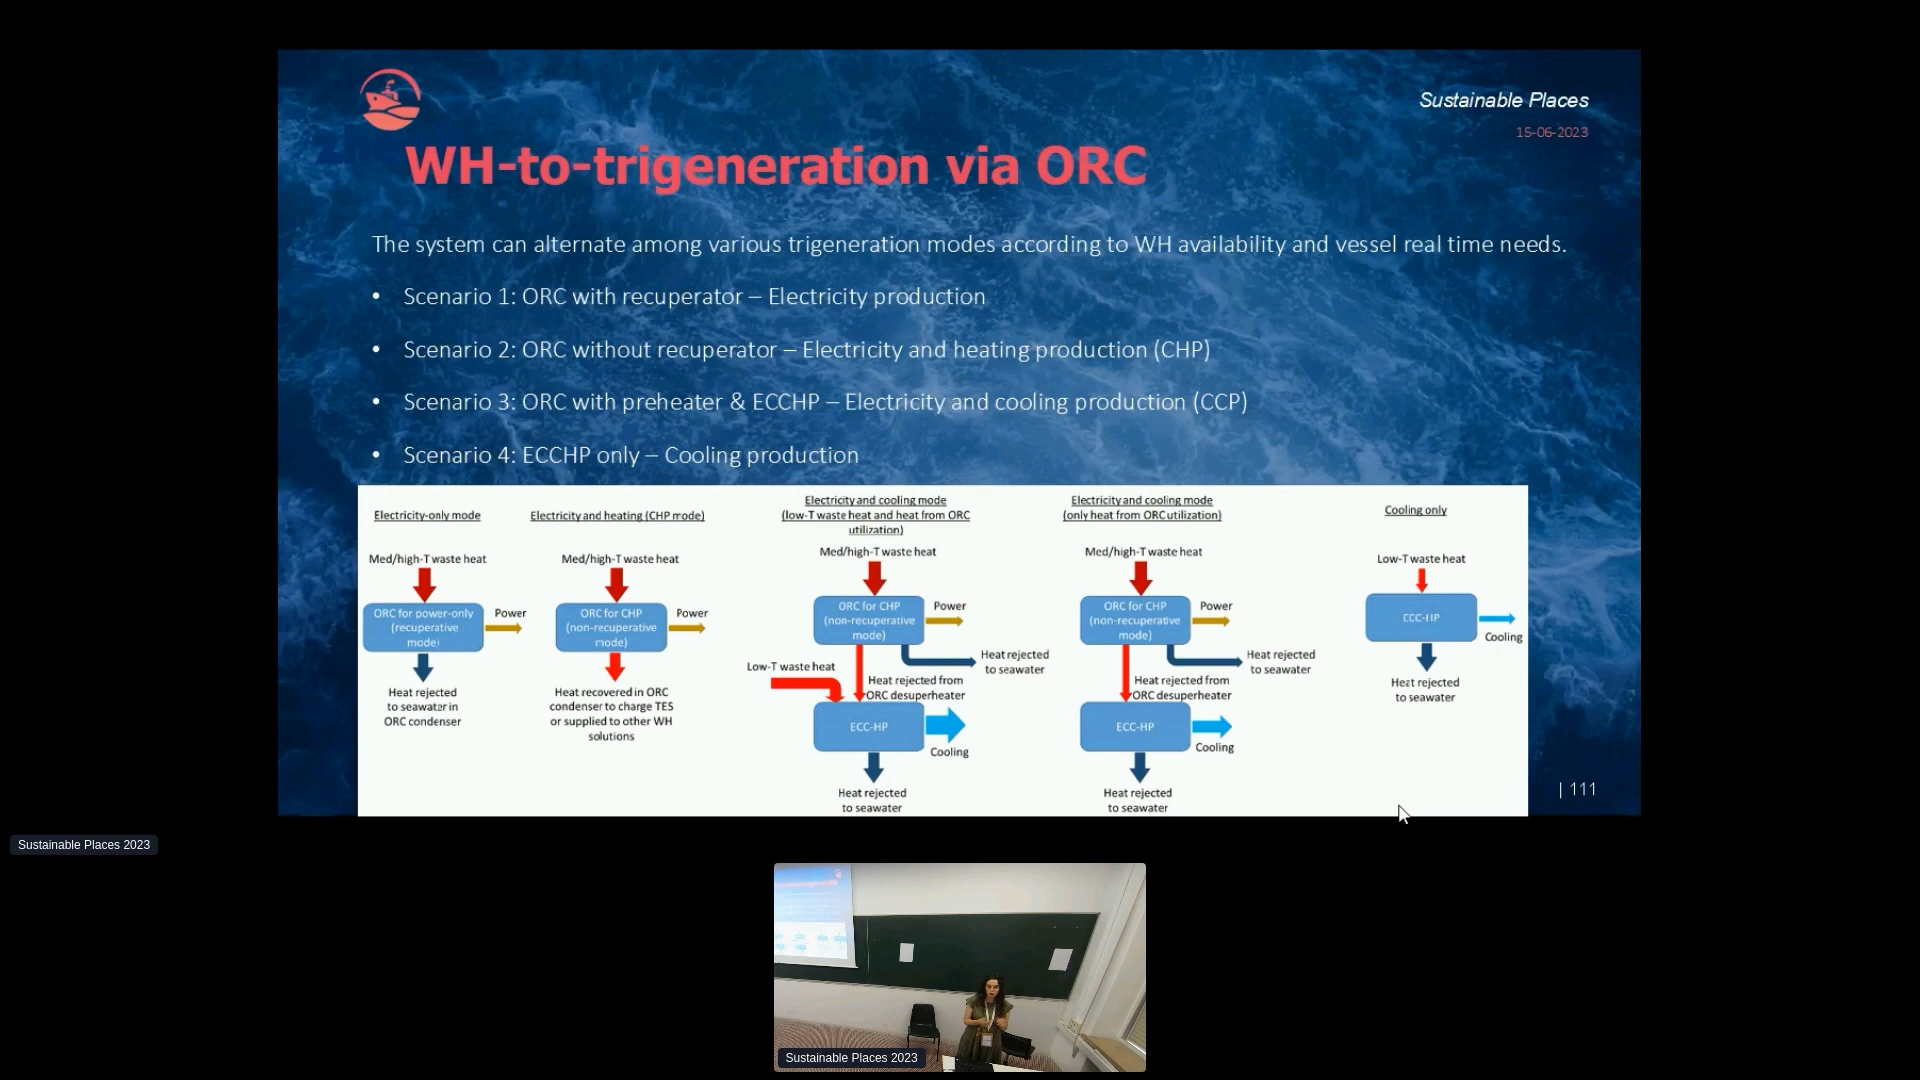 Sustainable Places
15-06-2023
WH-to-trigeneration via ORC
The system can alternate among various trigeneration modes according to WH availability and vessel real time needs.
• Scenario 1: ORC with recuperator – Electricity production
• Scenario 2: ORC without recuperator – Electricity and heating production (CHP)
• Scenario 3: ORC with preheater & ECCHP – Electricity and cooling production (CCP)
• Scenario 4: ECCHP only – Cooling production
Electricity-only mode
Med/high-T waste heat
ORC for power-only
(recuperative
mode)
Power
Heat rejected
to seawater in
ORC condenser
Electricity and heating (CHP mode)
Med/high-T waste heat
ORC for CHP
(non-recuperative
mode)
Power
Heat recovered in ORC
condenser to charge TES
or supplied to other WH
solutions
Electricity and cooling mode
(low-T waste heat and heat from ORC
utilization)
Med/high-T waste heat
ORC for CHP
(non-recuperative
mode)
Power
Heat rejected
to seawater
Low-T waste heat
Heat rejected from
ORC desuperheater
ECC-HP
Cooling
Heat rejected
to seawater
Electricity and cooling mode
(only heat from ORC utilization)
Med/high-T waste heat
ORC for CHP
(non-recuperative
mode)
Power
Heat rejected
to seawater
Heat rejected from
ORC desuperheater
ECC-HP
Cooling
Heat rejected
to seawater
Cooling only
Low-T waste heat
ECC-HP
Cooling
Heat rejected
to seawater
| 111
Sustainable Places 2023
Sustainable Places 2023